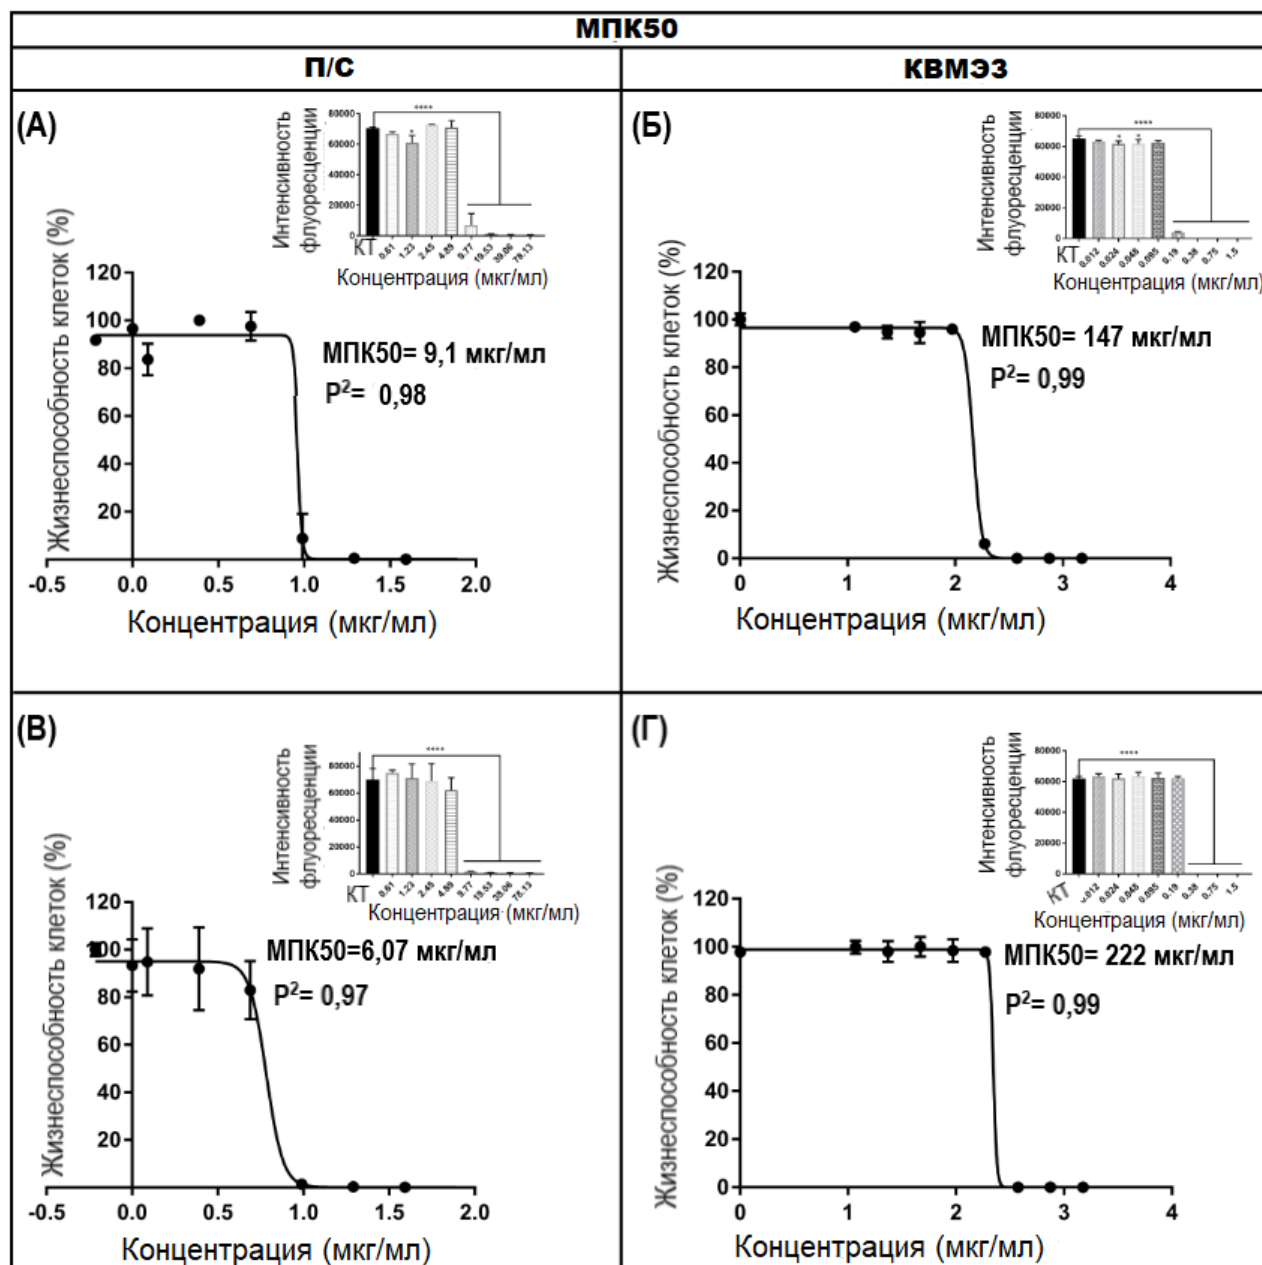 МПК50
П/С
КВМЭЗ
(А)
Интенсивность
флуоресценции
80000
60000
40000
20000
0
****
*
КТ
0.61
1.23
2.45
4.89
9.77
19.53
39.06
78.13
Концентрация (мкг/мл)
Жизнеспособность клеток (%)
120
100
80
60
40
20
МПК50= 9,1 мкг/мл
Р²= 0,98
-0.5
0.0
0.5
1.0
1.5
2.0
Концентрация (мкг/мл)
(Б)
Интенсивность
флуоресценции
80000
60000
40000
20000
0
****
*
*
КТ
0.012
0.024
0.048
0.095
0.19
0.38
0.75
1.5
Концентрация (мкг/мл)
Жизнеспособность клеток (%)
120
100
80
60
40
20
0
МПК50= 147 мкг/мл
Р²= 0,99
0
1
2
3
4
Концентрация (мкг/мл)
(В)
Интенсивность
флуоресценции
80000
60000
40000
20000
0
****
КТ
0.61
1.23
2.45
4.89
9.77
19.53
39.06
78.13
Концентрация (мкг/мл)
Жизнеспособность клеток (%)
120
100
80
60
40
20
МПК50=6,07 мкг/мл
Р²= 0,97
-0.5
0.0
0.5
1.0
1.5
2.0
Концентрация (мкг/мл)
(Г)
Интенсивность
флуоресценции
80000
60000
40000
20000
0
****
КТ
0.024
0.048
0.095
0.19
0.38
0.75
1.5
Концентрация (мкг/мл)
Жизнеспособность клеток (%)
120
100
80
60
40
20
0
МПК50= 222 мкг/мл
Р²= 0,99
0
1
2
3
4
Концентрация (мкг/мл)